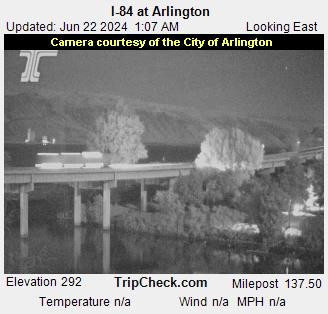 I-84 at Arlington
Updated: Jun 22 2024 1:07 AM Looking East
Camera courtesy of the City of Arlington
Elevation 292 TripCheck.com Milepost 137.50
Temperature n/a Wind n/a MPH n/a